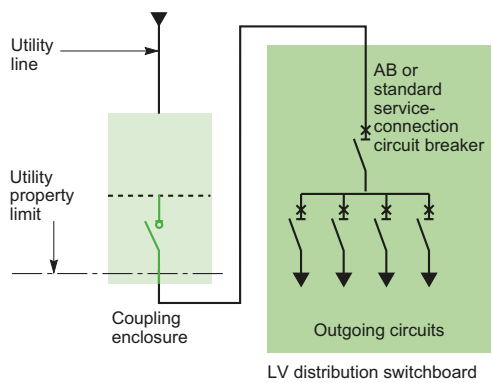 Utility
line
AB or
standard
service-
connection
circuit breaker
Utility
property
limit
Coupling
enclosure
Outgoing circuits
LV distribution switchboard